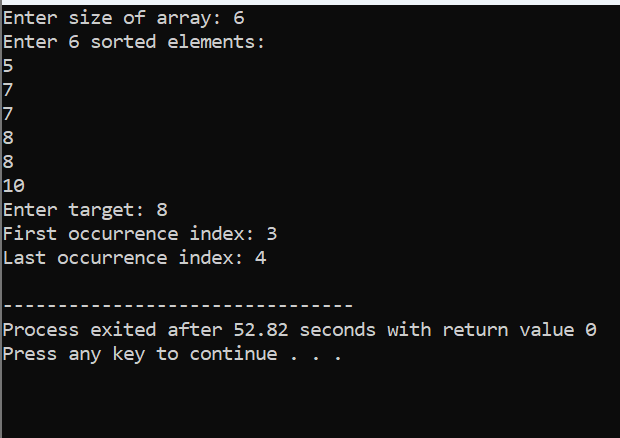 Enter size of array: 6
Enter 6 sorted elements:
5
7
7
8
8
10
Enter target: 8
First occurrence index: 3
Last occurrence index: 4
--------------------------------
Process exited after 52.82 seconds with return value 0
Press any key to continue . . .